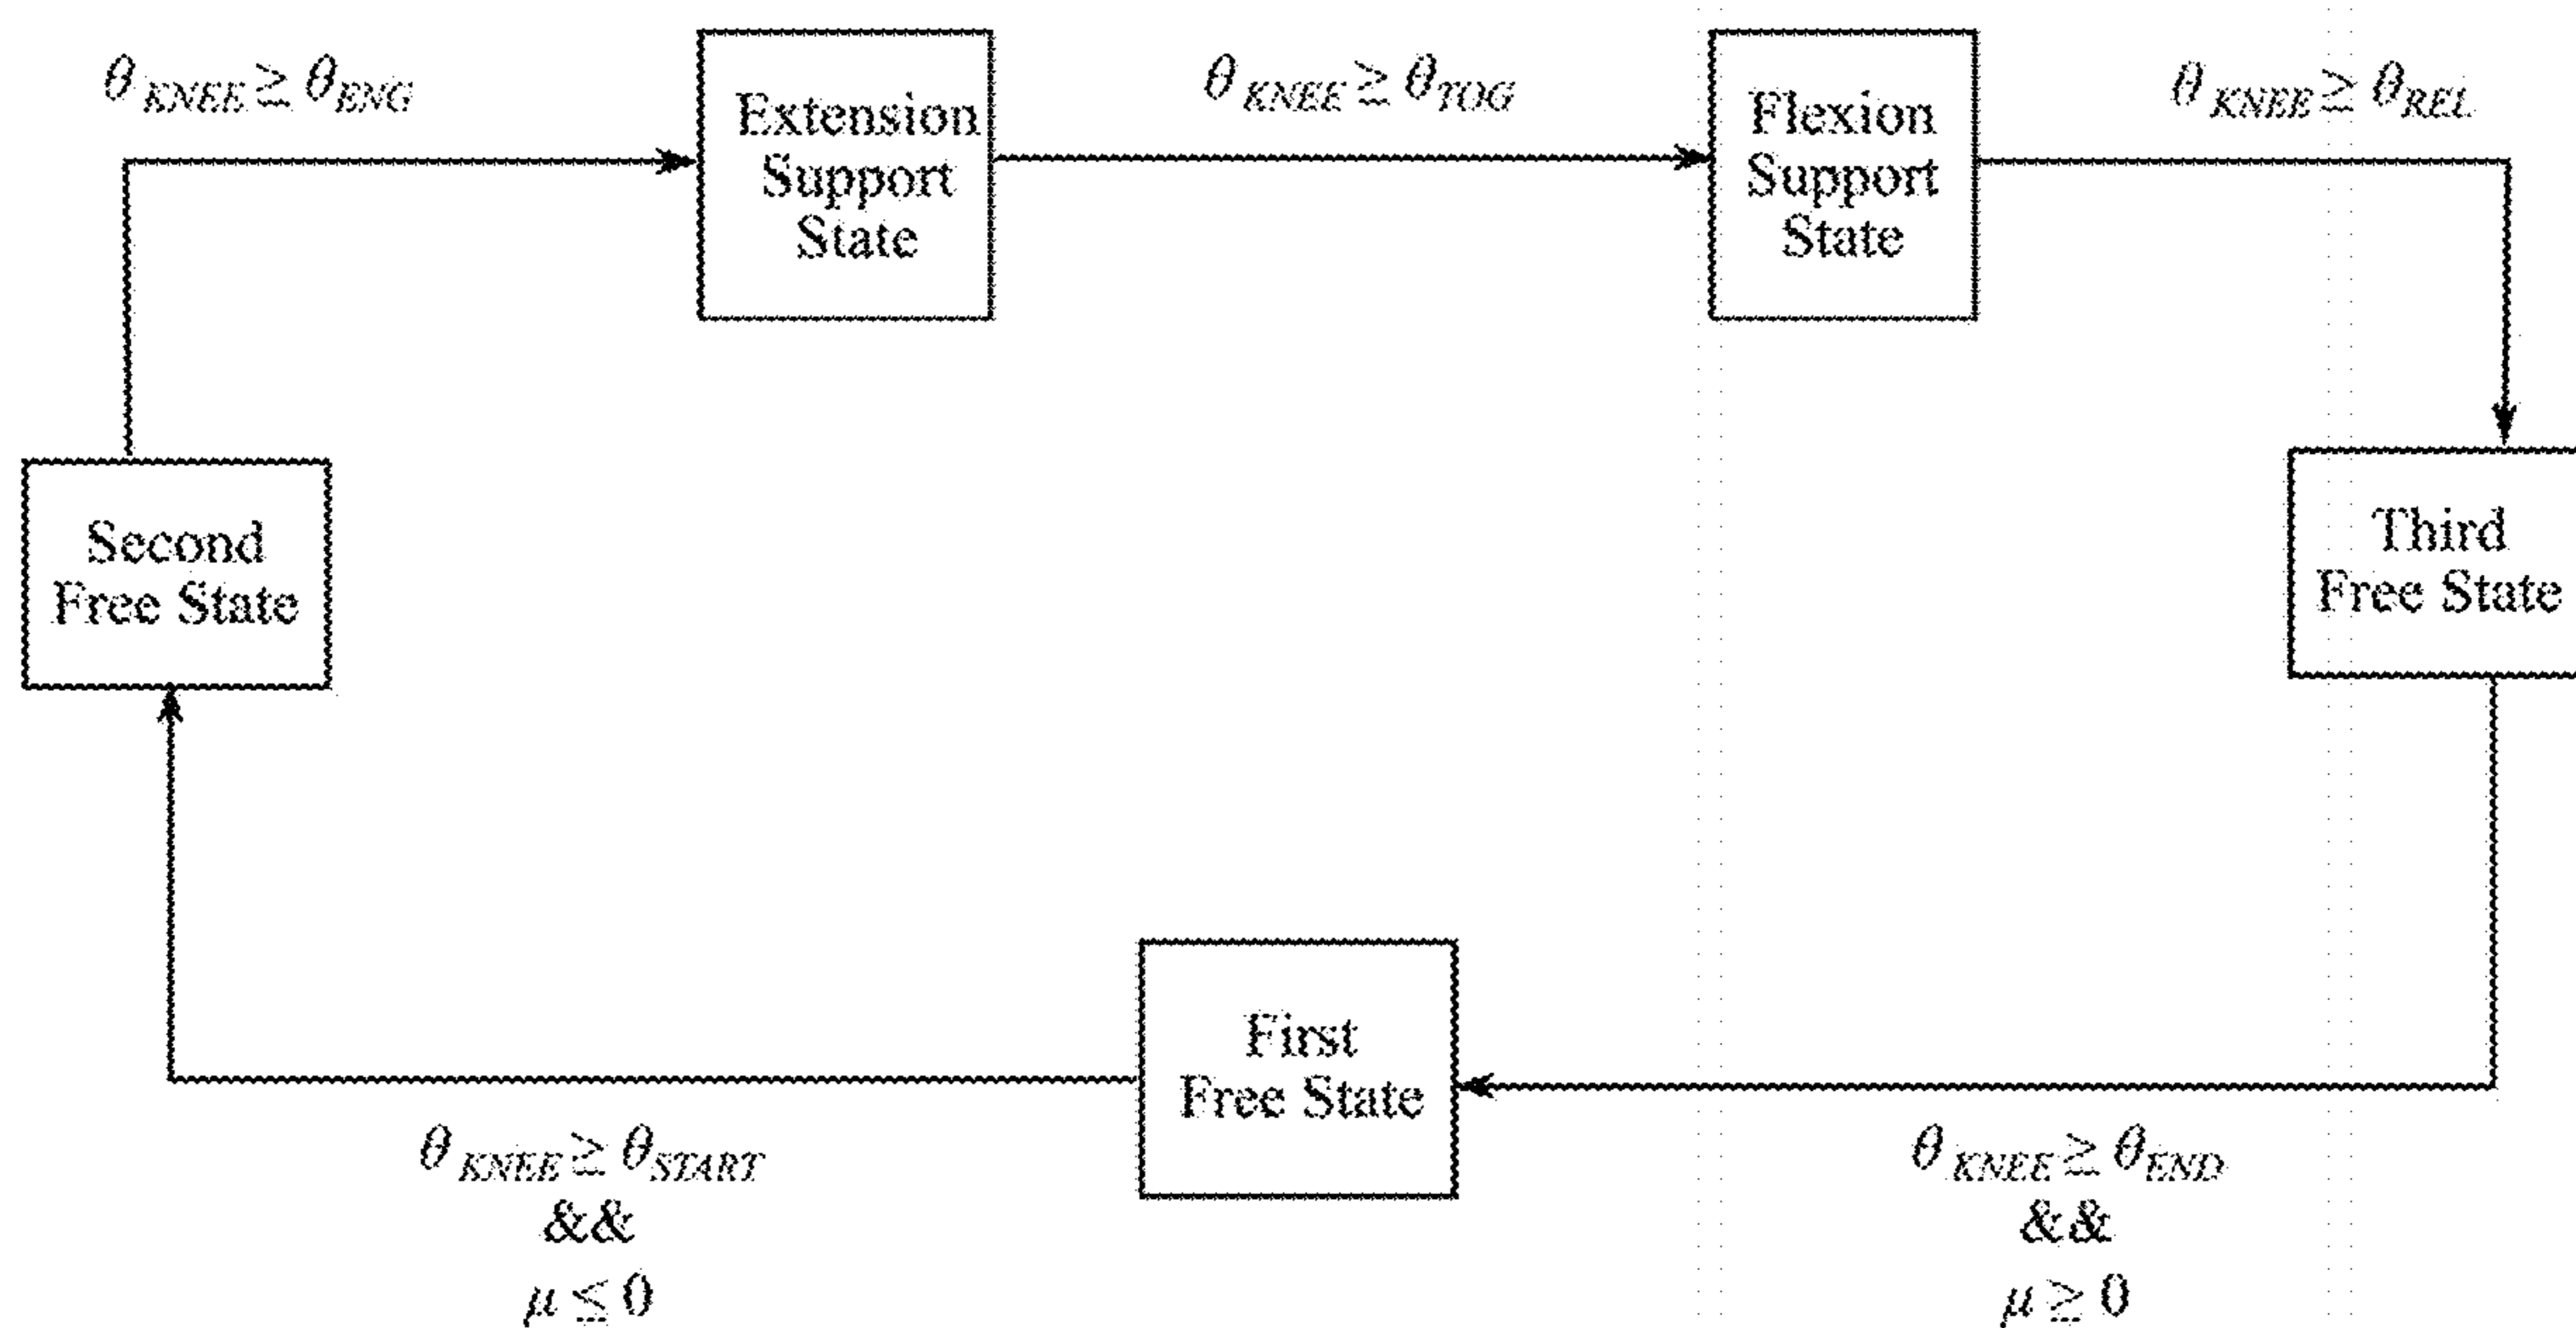 θ KNEE ≥ θENG
Extension
Support
State
θ KNEE ≥ θTOG
Flexion
Support
State
θ KNEE ≥ θREL
Second
Free State
Third
Free State
First
Free State
θ KNEE ≥ θSTART
&&
μ ≤ 0
θ KNEE ≥ θEND
&&
μ ≥ 0